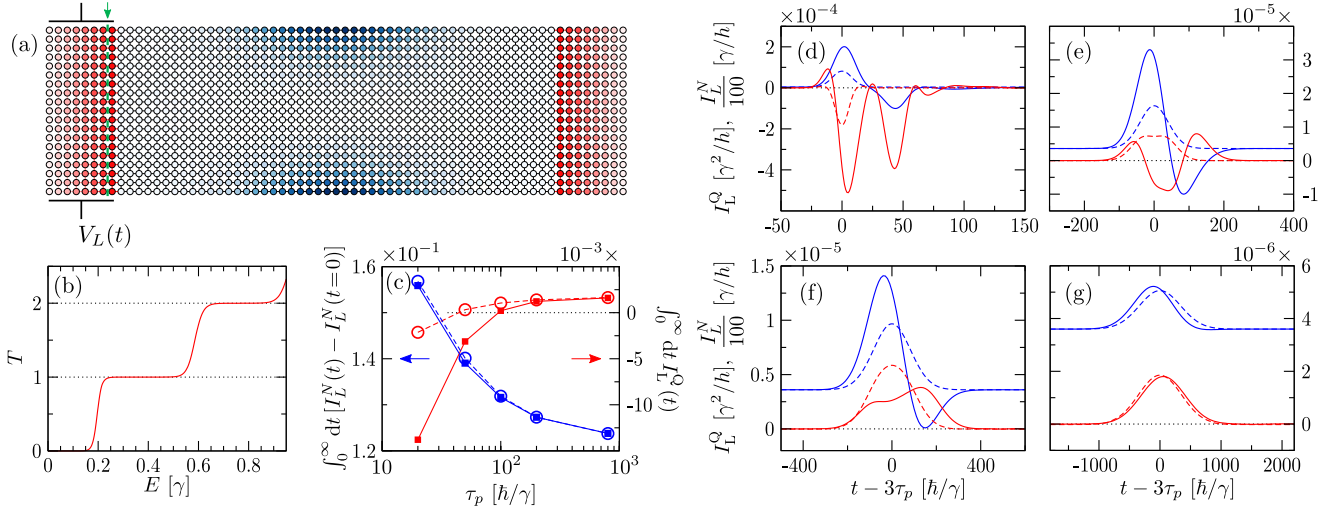 (a)
V_L(t)
(b)
T
2
1
0
0 0.2 0.4 0.6 0.8
E [γ]
×10⁻¹ ×10⁻³
(c)
1.6
1.4
1.2
0
-5
-10
∫₀^∞ dt [I_L^N(t) − I_L^N(t=0)]
∫₀^∞ dt I_L^Q(t)
10 10² 10³
τ_p [ħ/γ]
×10⁻⁴
(d)
2
0
-2
-4
-50 0 50 100 150
I_L^Q [γ²/h], I_L^N/100 [γ/h]
10⁻⁵×
(e)
3
2
1
0
-1
-200 0 200 400
×10⁻⁵
(f)
1.5
1
0.5
0
-400 0 400
t − 3τ_p [ħ/γ]
I_L^Q [γ²/h], I_L^N/100 [γ/h]
10⁻⁶×
(g)
6
4
2
0
-1000 0 1000 2000
t − 3τ_p [ħ/γ]